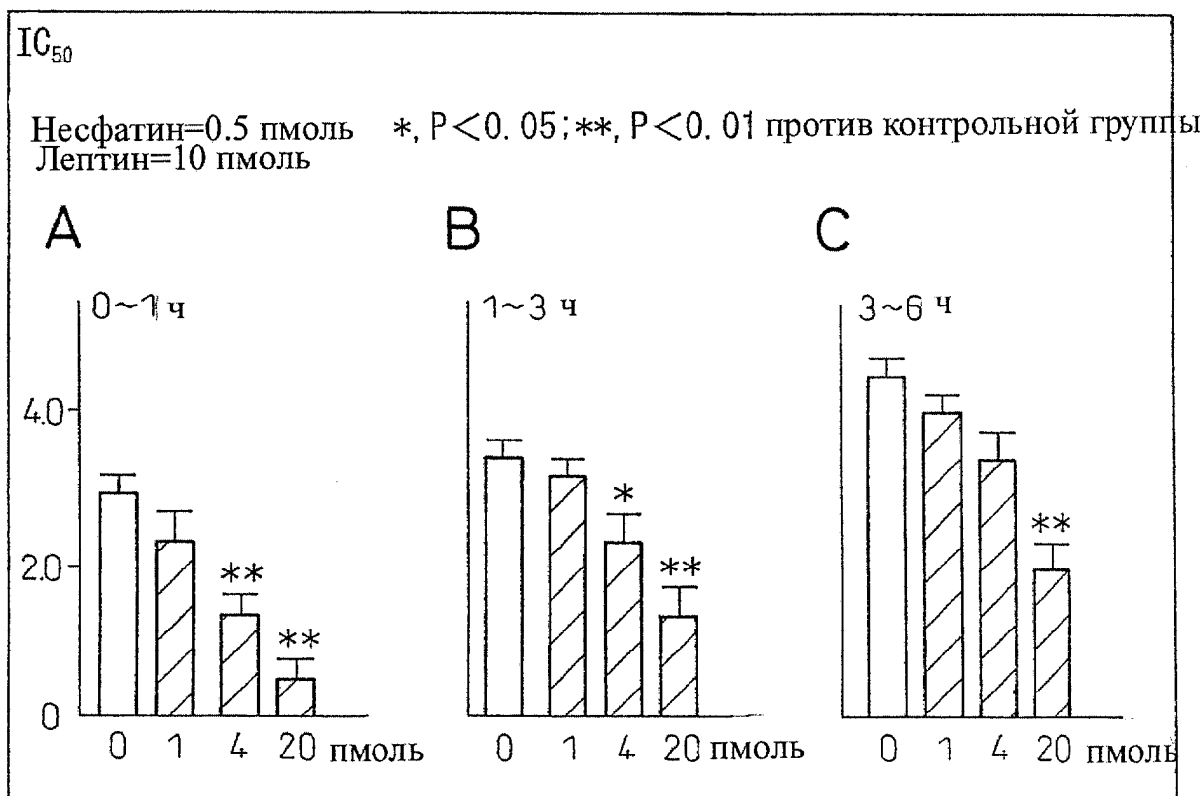 IC50
Несфатин=0.5 пмоль *, P<0.05;**, P<0.01 против контрольной группы
Лептин=10 пмоль
A B C
0~1 ч 1~3 ч 3~6 ч
4.0
2.0
0
* ** ** ** **
0 1 4 20 пмоль 0 1 4 20 пмоль 0 1 4 20 пмоль